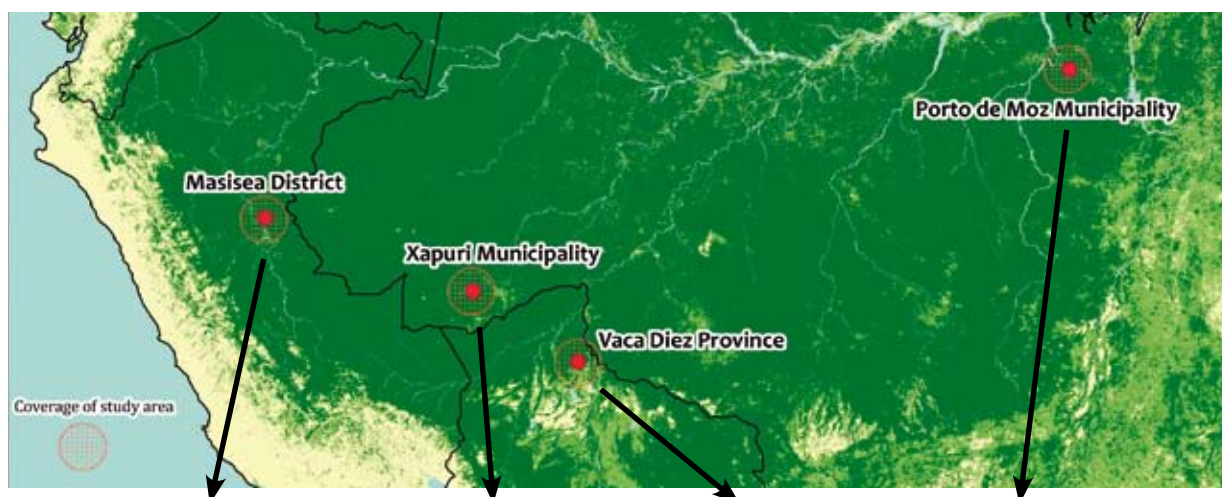 Porto de Moz Municipality
Masisea District
Xapuri Municipality
Vaca Diez Province
Coverage of study area